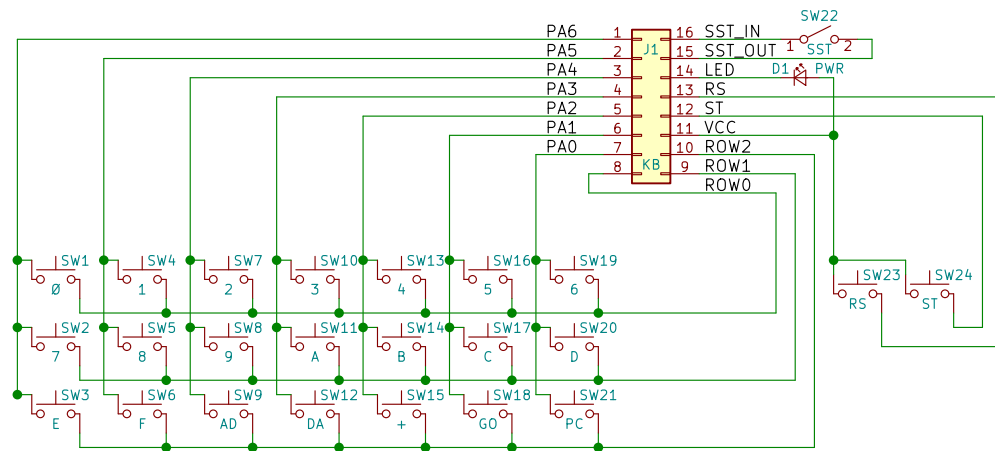 SW22
PA6 1 16 SST_IN 1 2
SST
PA5 2 J1 15 SST_OUT
PA4 3 14 LED D1 PWR
PA3 4 13 RS
PA2 5 12 ST
PA1 6 11 VCC
PA0 7 10 ROW2
8 KB 9 ROW1
ROW0
SW1 SW4 SW7 SW10 SW13 SW16 SW19
SW23 SW24
Ø 1 2 3 4 5 6
RS ST
SW2 SW5 SW8 SW11 SW14 SW17 SW20
7 8 9 A B C D
SW3 SW6 SW9 SW12 SW15 SW18 SW21
E F AD DA + GO PC